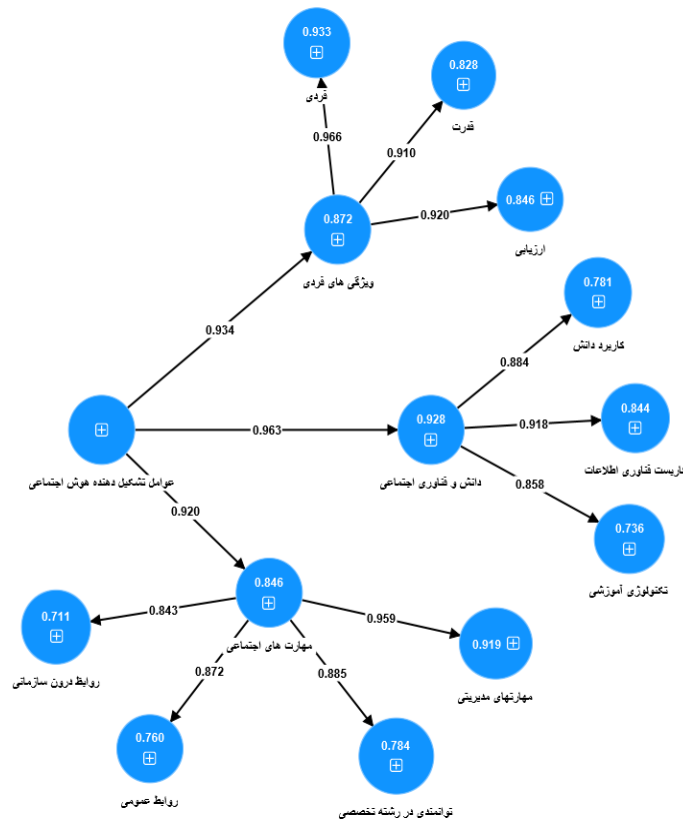 0.933
فردی
0.828
قدرت
0.966
0.910
0.846
ارزیابی
0.872
ویژگی های فردی
0.920
0.934
0.781
کاربرد دانش
0.884
عوامل تشکیل دهنده هوش اجتماعی
0.963
0.928
دانش و فناوری اجتماعی
0.918
0.844
کاربست فناوری اطلاعات
0.858
0.736
تکنولوژی آموزشی
0.920
0.846
مهارت های اجتماعی
0.843
0.711
روابط درون سازمانی
0.959
0.919
مهارتهای مدیریتی
0.872
0.760
روابط عمومی
0.885
0.784
توانمندی در رشته تخصصی